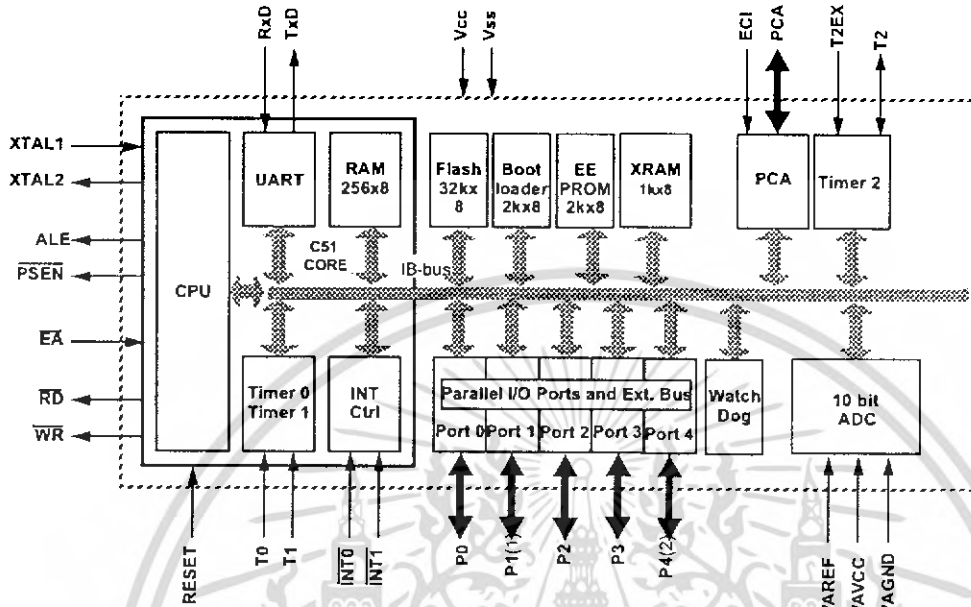 RxD
TxD
Vcc
Vss
ECI
PCA
T2EX
T2
XTAL1
XTAL2
ALE
PSEN
EA
RD
WR
CPU
UART
RAM
256x8
C51
CORE
IB-bus
Timer 0
Timer 1
INT
Ctrl
Flash
32kx
8
Boot
loader
2kx8
EE
PROM
2kx8
XRAM
1kx8
PCA
Timer 2
Parallel I/O Ports and Ext. Bus
Port 0
Port 1
Port 2
Port 3
Port 4
Watch
Dog
10 bit
ADC
RESET
T0
T1
INT0
INT1
P0
P1(1)
P2
P3
P4(2)
VAREF
VAVCC
VAGND